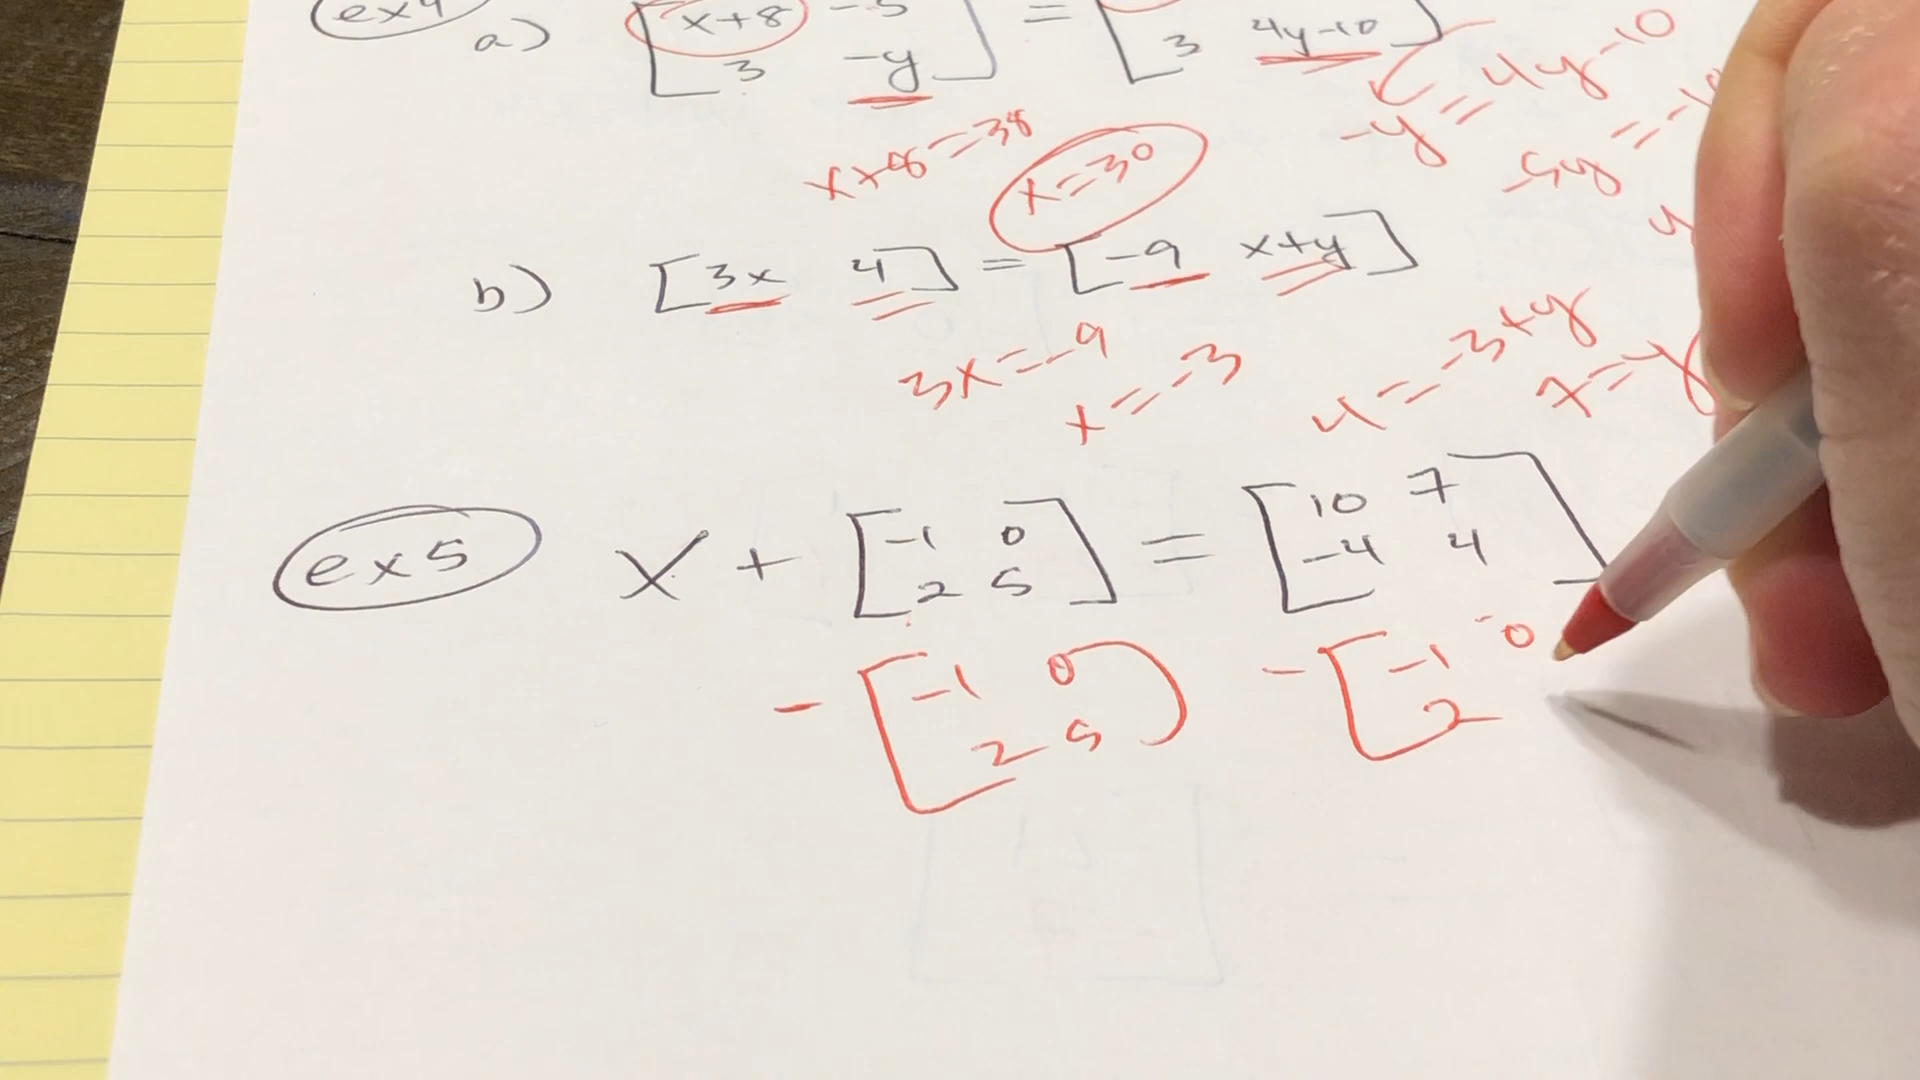 ex4 a) [x+8 -5 = [
3 -y] 3 4y-10]
-y = 4y-10
x+8=38 x=30 -5y = -10
y
b) [3x 4] = [-9 x+y]
3x=-9 x=-3 4=-3+y 7=y
ex5 X + [-1 0 = [10 7
2 5] -4 4]
- [-1 0 - [-1 0
2 5) 2